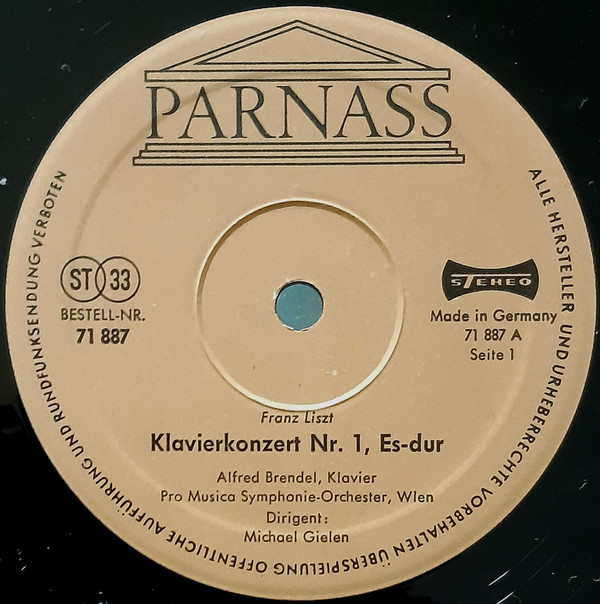 PARNASS
ST 33
BESTELL-NR.
71 887
STEREO
Made in Germany
71 887 A
Seite 1
Franz Liszt
Klavierkonzert Nr. 1, Es-dur
Alfred Brendel, Klavier
Pro Musica Symphonie-Orchester, Wien
Dirigent:
Michael Gielen
ALLE HERSTELLER UND URHEBERRECHTE VORBEHALTEN ÜBERSPIELUNG ÖFFENTLICHE AUFFÜHRUNG UND RUNDFUNKSENDUNG VERBOTEN